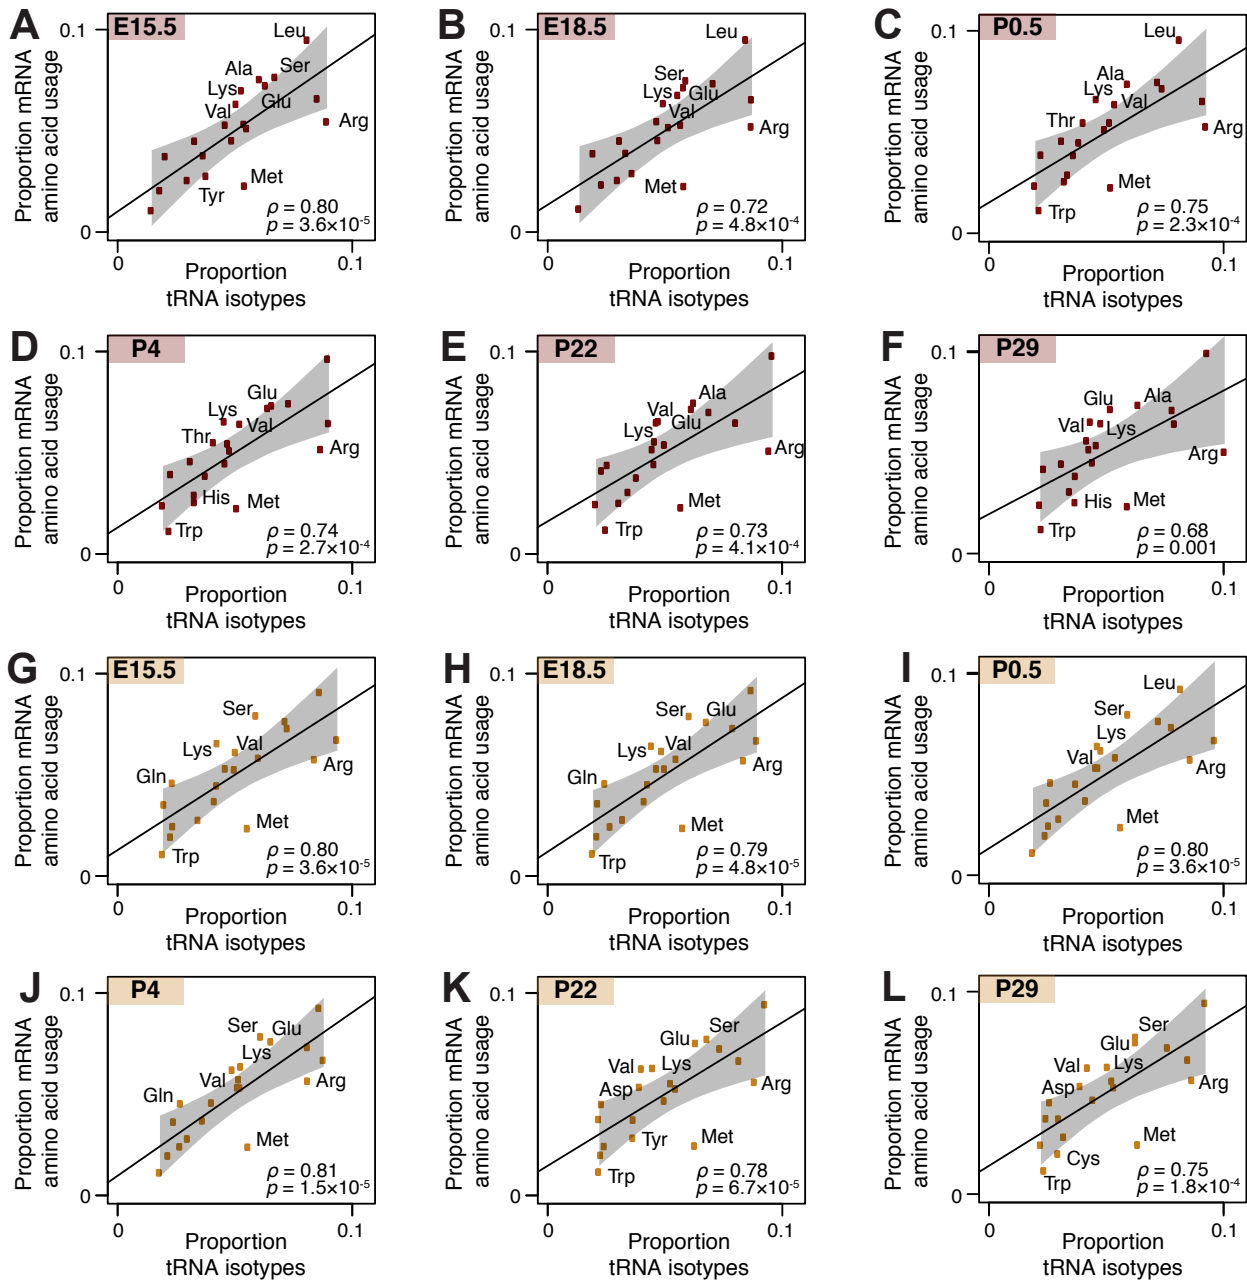 A
E15.5
Proportion mRNA
amino acid usage
0.1
0
Leu
Ala
Ser
Lys
Glu
Val
Arg
Met
Tyr
ρ = 0.80
p = 3.6×10-5
0
0.1
Proportion
tRNA isotypes
B
E18.5
Proportion mRNA
amino acid usage
0.1
0
Leu
Ser
Lys
Glu
Val
Arg
Met
ρ = 0.72
p = 4.8×10-4
0
0.1
Proportion
tRNA isotypes
C
P0.5
Proportion mRNA
amino acid usage
0.1
0
Leu
Ala
Lys
Val
Thr
Arg
Met
Trp
ρ = 0.75
p = 2.3×10-4
0
0.1
Proportion
tRNA isotypes
D
P4
Proportion mRNA
amino acid usage
0.1
0
Glu
Lys
Val
Thr
Arg
His
Met
Trp
ρ = 0.74
p = 2.7×10-4
0
0.1
Proportion
tRNA isotypes
E
P22
Proportion mRNA
amino acid usage
0.1
0
Ala
Val
Glu
Lys
Arg
Met
Trp
ρ = 0.73
p = 4.1×10-4
0
0.1
Proportion
tRNA isotypes
F
P29
Proportion mRNA
amino acid usage
0.1
0
Glu
Ala
Val
Lys
Arg
His
Met
Trp
ρ = 0.68
p = 0.001
0
0.1
Proportion
tRNA isotypes
G
E15.5
Proportion mRNA
amino acid usage
0.1
0
Ser
Lys
Val
Gln
Arg
Met
Trp
ρ = 0.80
p = 3.6×10-5
0
0.1
Proportion
tRNA isotypes
H
E18.5
Proportion mRNA
amino acid usage
0.1
0
Ser
Glu
Lys
Val
Gln
Arg
Met
Trp
ρ = 0.79
p = 4.8×10-5
0
0.1
Proportion
tRNA isotypes
I
P0.5
Proportion mRNA
amino acid usage
0.1
0
Leu
Ser
Lys
Val
Arg
Met
ρ = 0.80
p = 3.6×10-5
0
0.1
Proportion
tRNA isotypes
J
P4
Proportion mRNA
amino acid usage
0.1
0
Ser
Glu
Lys
Val
Gln
Arg
Met
ρ = 0.81
p = 1.5×10-5
0
0.1
Proportion
tRNA isotypes
K
P22
Proportion mRNA
amino acid usage
0.1
0
Ser
Glu
Val
Lys
Asp
Arg
Tyr
Met
Trp
ρ = 0.78
p = 6.7×10-5
0
0.1
Proportion
tRNA isotypes
L
P29
Proportion mRNA
amino acid usage
0.1
0
Ser
Glu
Val
Lys
Asp
Arg
Met
Cys
Trp
ρ = 0.75
p = 1.8×10-4
0
0.1
Proportion
tRNA isotypes